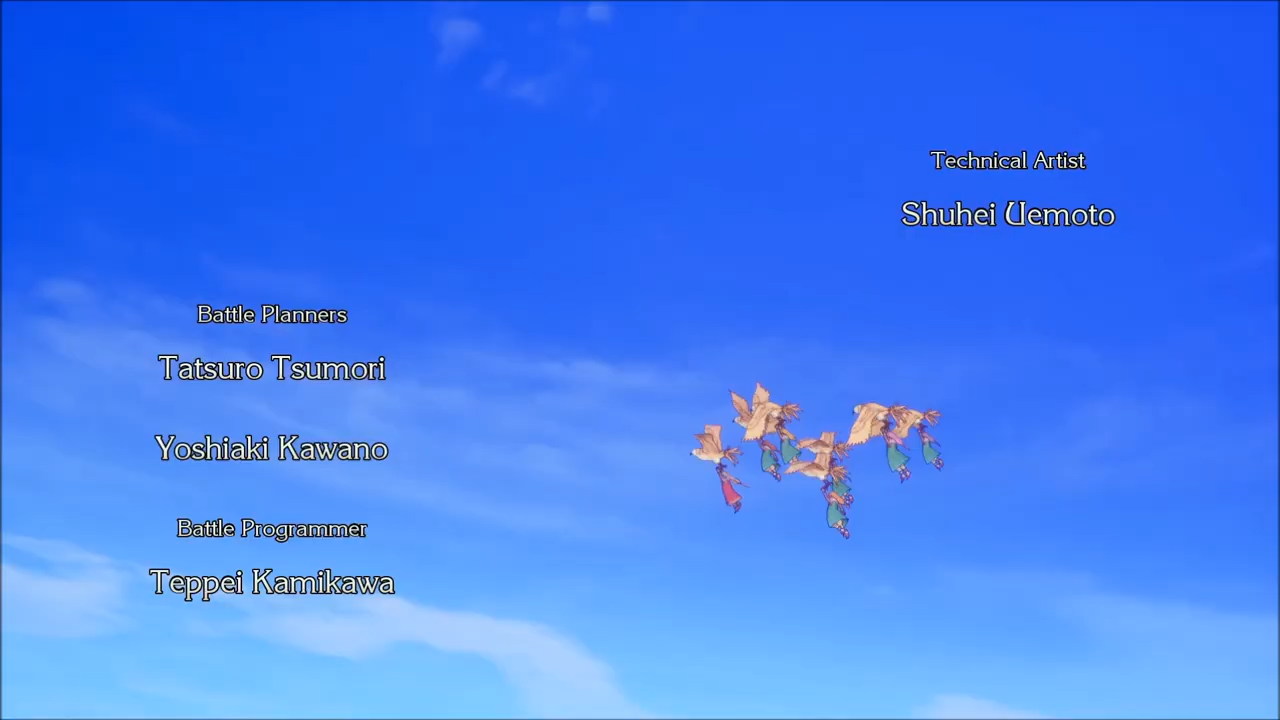 Technical Artist
Shuhei Uemoto
Battle Planners
Tatsuro Tsumori
Yoshiaki Kawano
Battle Programmer
Teppei Kamikawa